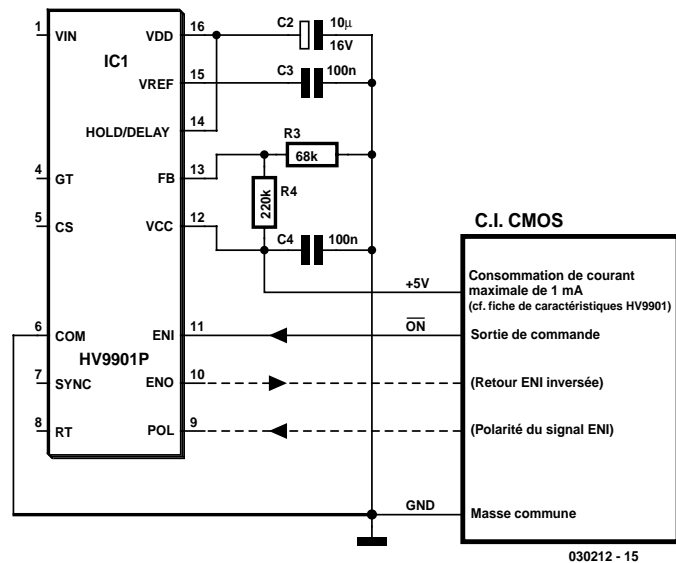 C2
10μ
16V
1
VIN
VDD
16
IC1
C3
100n
VREF
15
HOLD/DELAY
14
R3
68k
4
GT
FB
13
R4
220k
5
CS
VCC
12
C4
100n
C.I. CMOS
+5V
Consommation de courant
maximale de 1 mA
(cf. fiche de caractéristiques HV9901)
6
COM
ENI
11
ON
Sortie de commande
HV9901P
7
SYNC
ENO
10
(Retour ENI inversée)
8
RT
POL
9
(Polarité du signal ENI)
GND
Masse commune
030212 - 15